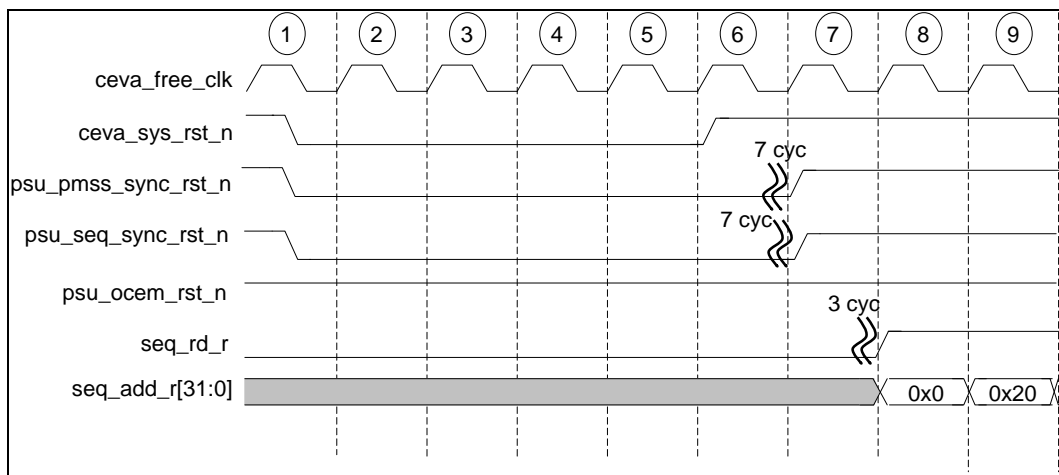 1 2 3 4 5 6 7 8 9
ceva_free_clk
ceva_sys_rst_n
7 cyc
psu_pmss_sync_rst_n
7 cyc
psu_seq_sync_rst_n
psu_ocem_rst_n
3 cyc
seq_rd_r
seq_add_r[31:0] 0x0 0x20